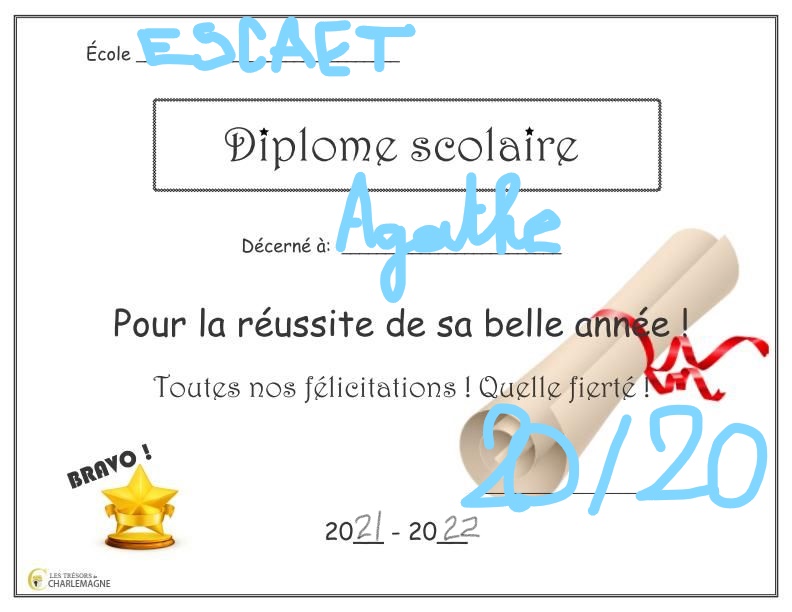 École ESCAET
Diplome scolaire
Décerné à: Agathe
Pour la réussite de sa belle année !
Toutes nos félicitations ! Quelle fierté !
20/20
BRAVO !
2021 - 2022
LES TRÉSORS de
CHARLEMAGNE